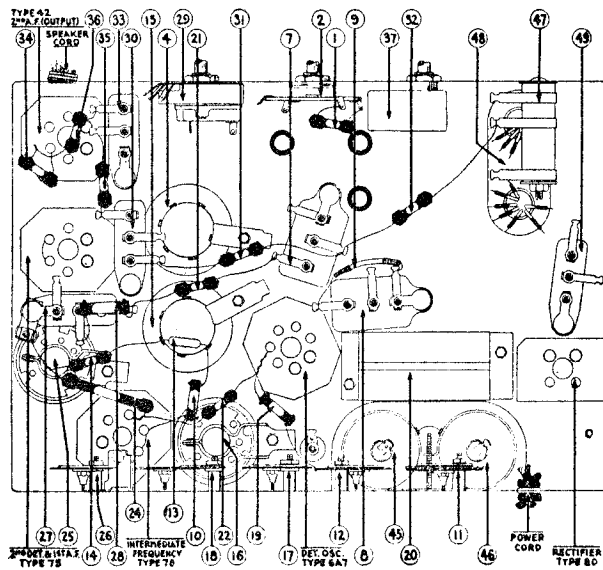 TYPE 42
2ND A.F. (OUTPUT)
SPEAKER
CORD
34 36 35 33 30 15 4 29 21 31 7 2 1 9 37 32 48 47 49
27 25 14 26 28 24 13 10 18 22 16 19 17 12 8 45 20 11 46
2ND DET. & 1ST A.F.
TYPE 75
INTERMEDIATE
FREQUENCY
TYPE 78
DET. OSC.
TYPE 6A7
POWER
CORD
RECTIFIER
TYPE 80